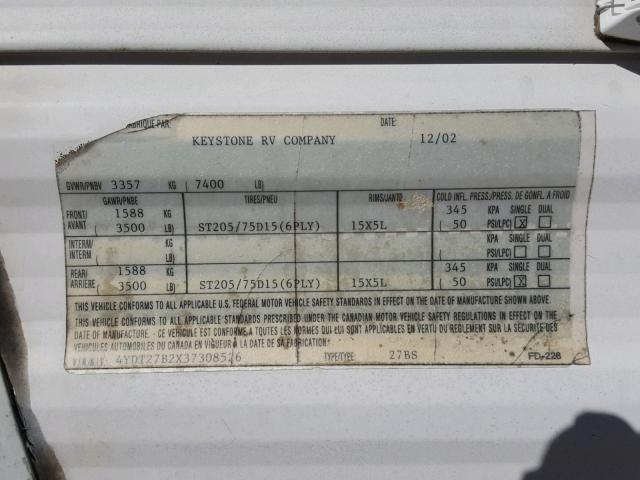 ABRIQUE PAR: DATE:
KEYSTONE RV COMPANY 12/02
GVWR/PNBV 3357 KG ( 7400 LB)
GAWR/PNBE TIRES/PNEU RIMS/JANTE COLD INFL. PRESS/PRESS. DE GONFL. A FROID
FRONT/ 1588 KG 345 KPA SINGLE DUAL
AVANT ( 3500 LB) ST205/75D15(6PLY) 15X5L ( 50 PSI/LPC) X
INTERM/ KG KPA SINGLE DUAL
INTERM ( LB) ( PSI/LPC)
REAR/ 1588 KG 345 KPA SINGLE DUAL
ARRIERE ( 3500 LB) ST205/75D15(6PLY) 15X5L ( 50 PSI/LPC) X
THIS VEHICLE CONFORMS TO ALL APPLICABLE U.S. FEDERAL MOTOR VEHICLE SAFETY STANDARDS IN EFFECT ON THE DATE OF MANUFACTURE SHOWN ABOVE.
THIS VEHICLE CONFORMS TO ALL APPLICABLE STANDARDS PRESCRIBED UNDER THE CANADIAN MOTOR VEHICLE SAFETY REGULATIONS IN EFFECT ON THE DATE OF
MANUFACTURE. - CE VEHICULE EST CONFORME A TOUTES LES NORMES QUI LUI SONT APPLICABLES EN VERTU DU REGLEMENT SUR LA SECURITE DES
VEHICULES AUTOMOBILES DU CANADA EN VIGUEUR A LA DATE DE SA FABRICATION.
4YDT27B2X37308526 TYPE/TYPE: 27BS FD-228